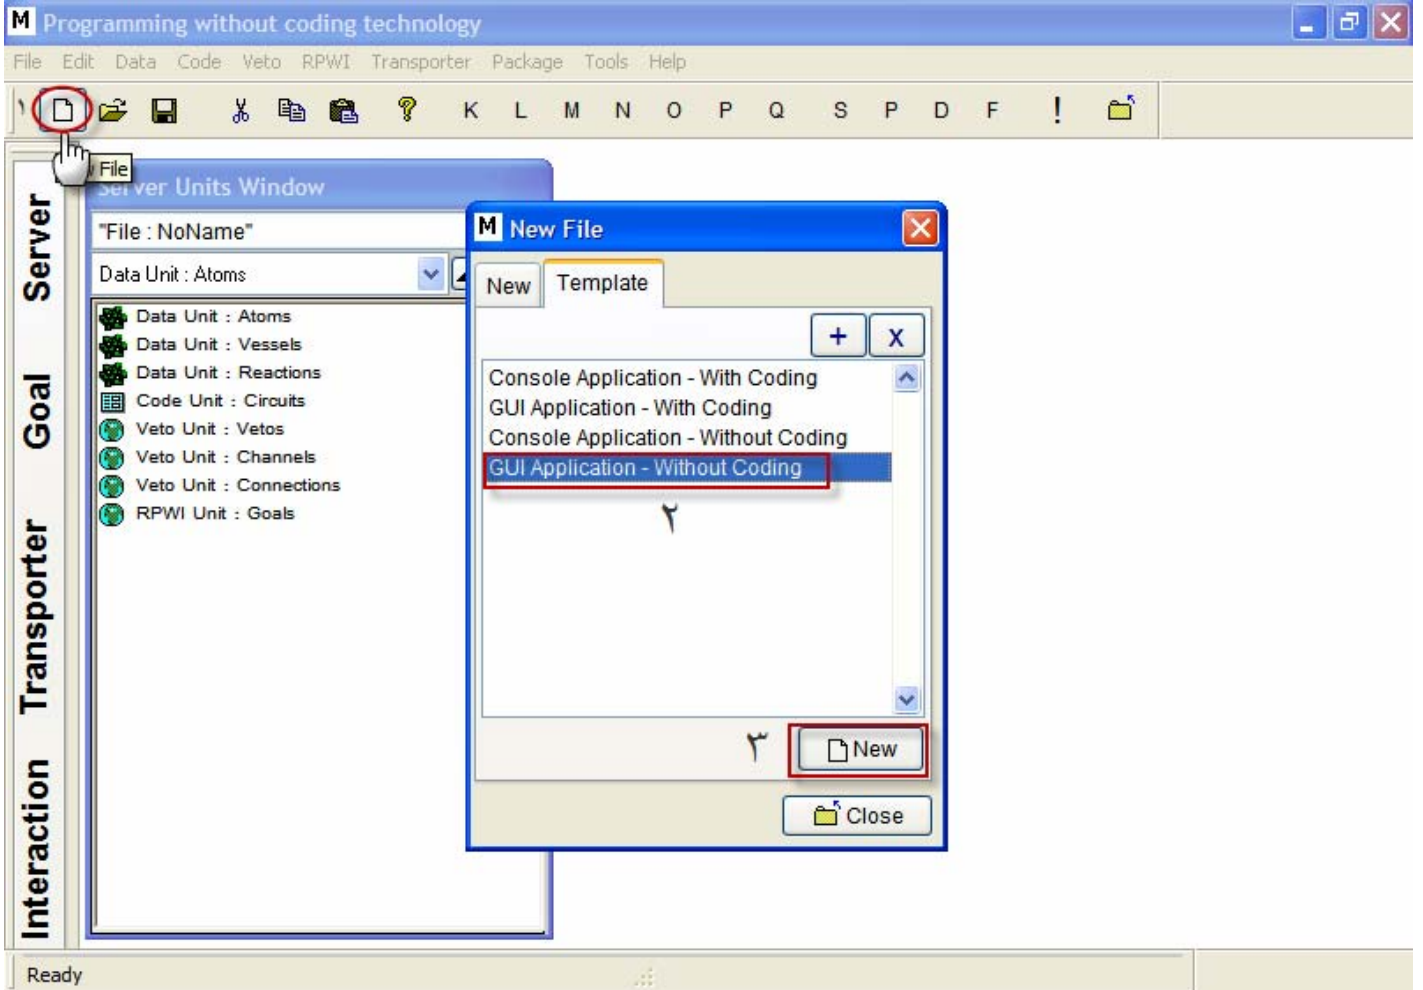 M Programming without coding technology
File Edit Data Code Veto RPWI Transporter Package Tools Help
١ K L M N O P Q S P D F !
File
Server Units Window
"File : NoName"
Data Unit : Atoms
Data Unit : Atoms
Data Unit : Vessels
Data Unit : Reactions
Code Unit : Circuits
Veto Unit : Vetos
Veto Unit : Channels
Veto Unit : Connections
RPWI Unit : Goals
Server
Goal
Transporter
Interaction
M New File
New Template
+ x
Console Application - With Coding
GUI Application - With Coding
Console Application - Without Coding
GUI Application - Without Coding
٢
٣ New
Close
Ready